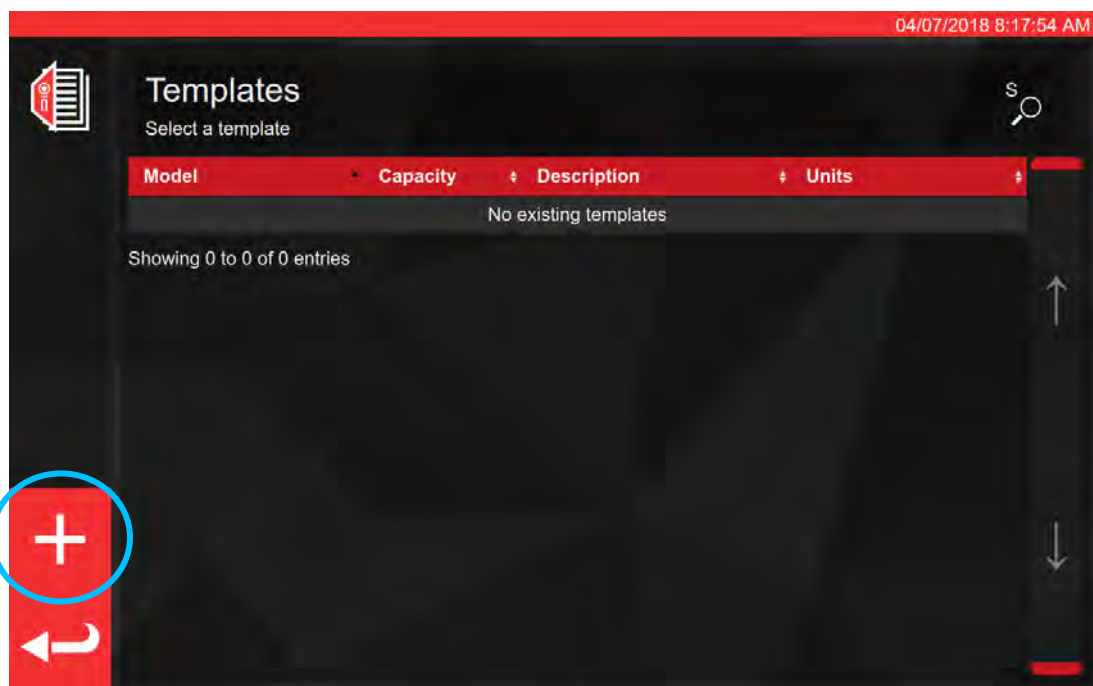 04/07/2018 8:17:54 AM
Templates
S
Select a template
Model Capacity Description Units
No existing templates
Showing 0 to 0 of 0 entries